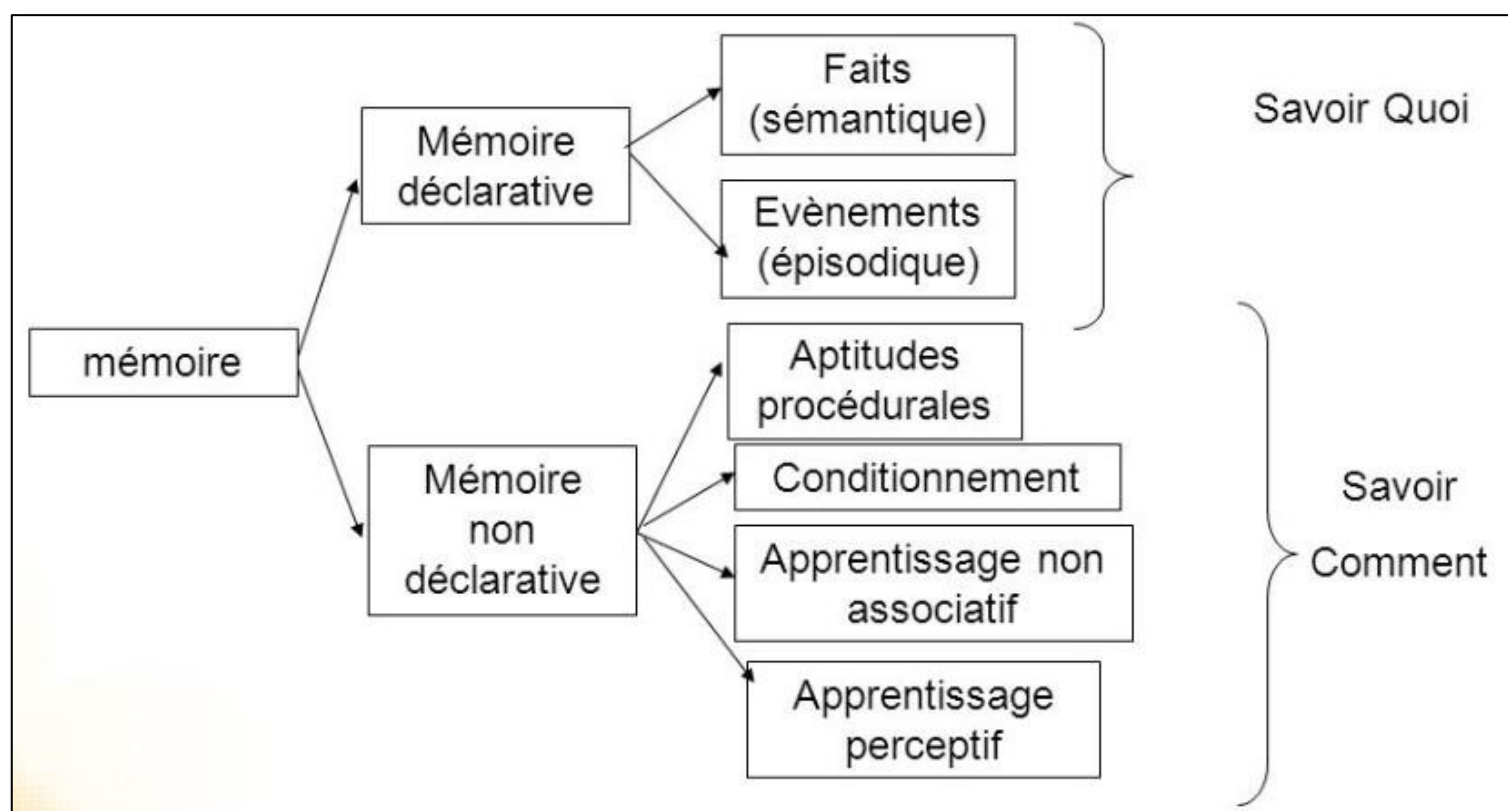 Faits
(sémantique)
Savoir Quoi
Mémoire
déclarative
Evènements
(épisodique)
mémoire
Aptitudes
procédurales
Mémoire
non
déclarative
Conditionnement
Savoir
Comment
Apprentissage non
associatif
Apprentissage
perceptif